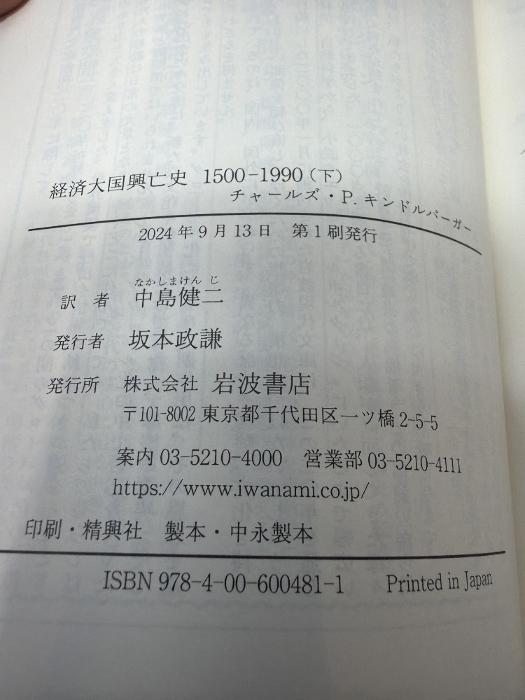 経済大国興亡史 1500-1990(下)
チャールズ・P. キンドルバーガー
2024年9月13日 第1刷発行
なかしまけん じ
訳 者 中島健二
発行者 坂本政謙
発行所 株式会社 岩波書店
〒101-8002 東京都千代田区一ツ橋 2-5-5
案内 03-5210-4000 営業部 03-5210-4111
https://www.iwanami.co.jp/
印刷・精興社 製本・中永製本
ISBN 978-4-00-600481-1 Printed in Japan